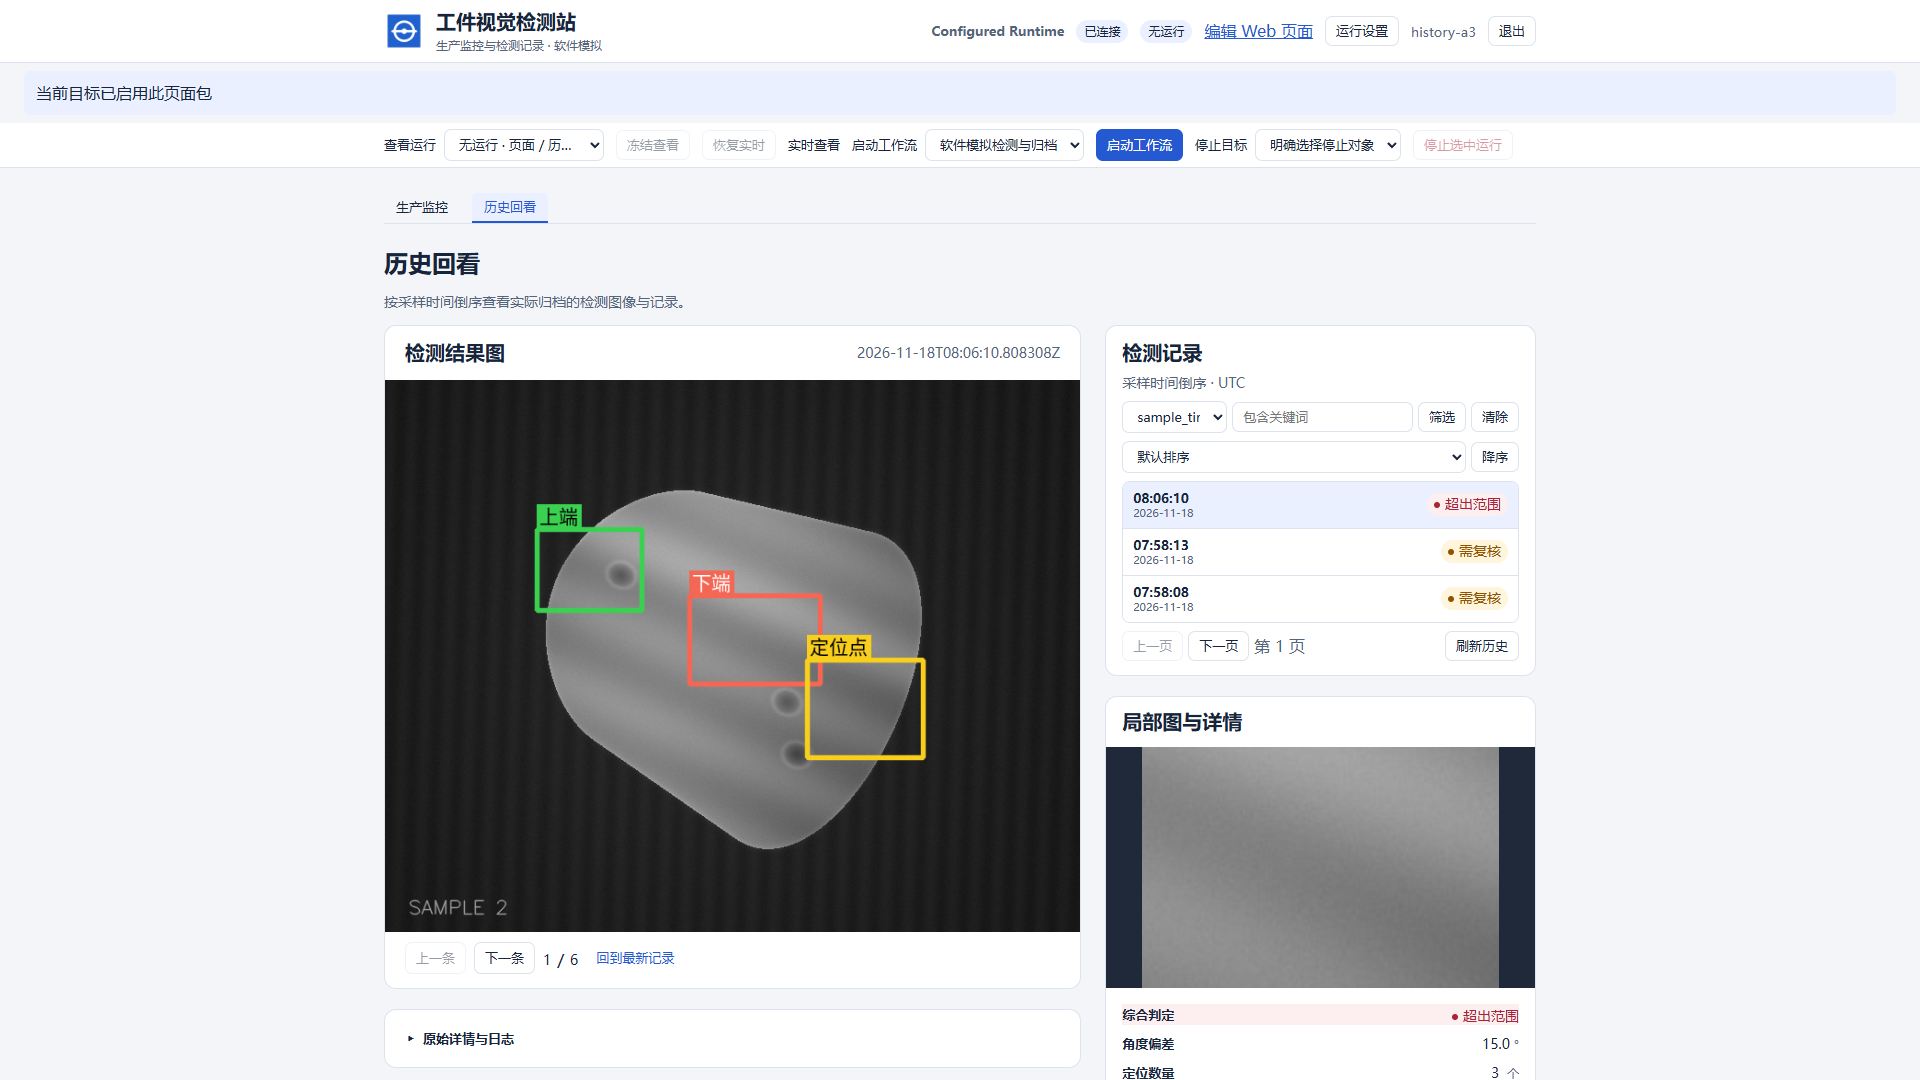 工件视觉检测站
生产监控与检测记录 · 软件模拟
Configured Runtime 已连接 无运行 编辑 Web 页面 运行设置 history-a3 退出
当前目标已启用此页面包
查看运行 无运行 · 页面 / 历... 冻结查看 恢复实时 实时查看 启动工作流 软件模拟检测与归档 启动工作流 停止目标 明确选择停止对象 停止选中运行
生产监控 历史回看
历史回看
按采样时间倒序查看实际归档的检测图像与记录。
检测结果图 2026-11-18T08:06:10.808308Z
上端
下端
定位点
SAMPLE 2
上一条 下一条 1 / 6 回到最新记录
原始详情与日志
检测记录
采样时间倒序 · UTC
sample_tir 包含关键词 筛选 清除
默认排序 降序
08:06:10
2026-11-18
超出范围
07:58:13
2026-11-18
需复核
07:58:08
2026-11-18
需复核
上一页 下一页 第 1 页 刷新历史
局部图与详情
综合判定 超出范围
角度偏差 15.0 °
定位数量 3 个